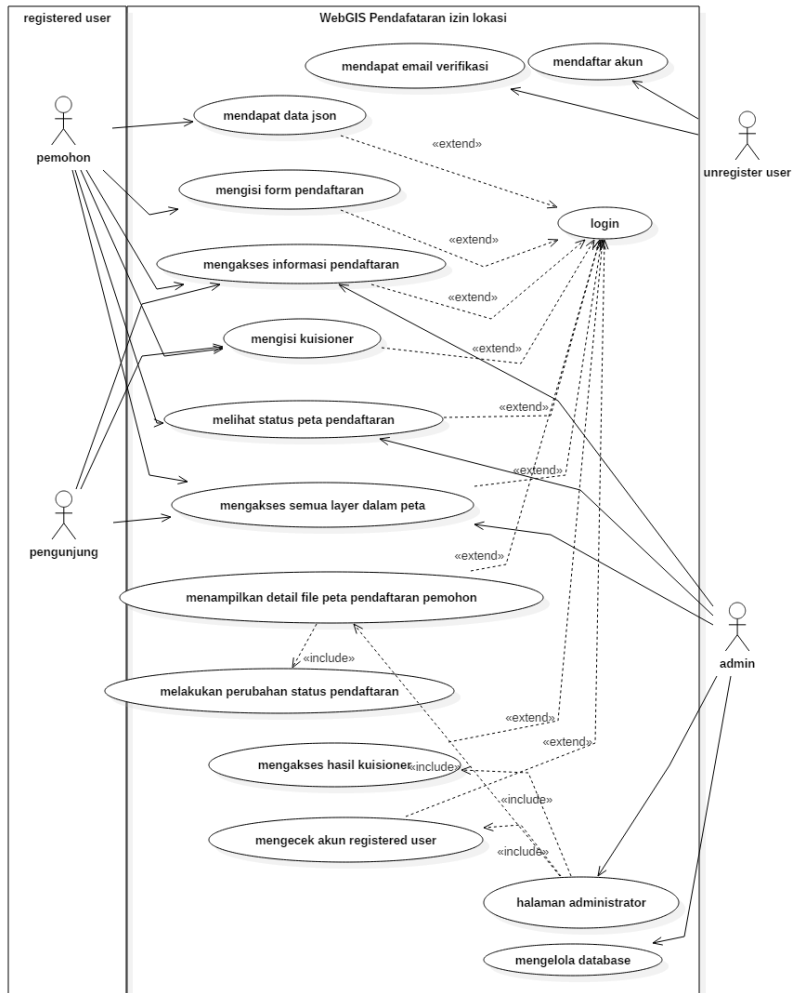 registered user
WebGIS Pendafataran izin lokasi
mendapat email verifikasi
mendaftar akun
mendapat data json
pemohon
unregister user
«extend»
mengisi form pendaftaran
login
«extend»
mengakses informasi pendaftaran
«extend»
mengisi kuisioner
«extend»
melihat status peta pendaftaran
«extend»
«extend»
mengakses semua layer dalam peta
pengunjung
«extend»
menampilkan detail file peta pendaftaran pemohon
«include»
admin
melakukan perubahan status pendaftaran
«extend»
«extend»
mengakses hasil kuisioner
«include»
«include»
mengecek akun registered user
«include»
halaman administrator
mengelola database